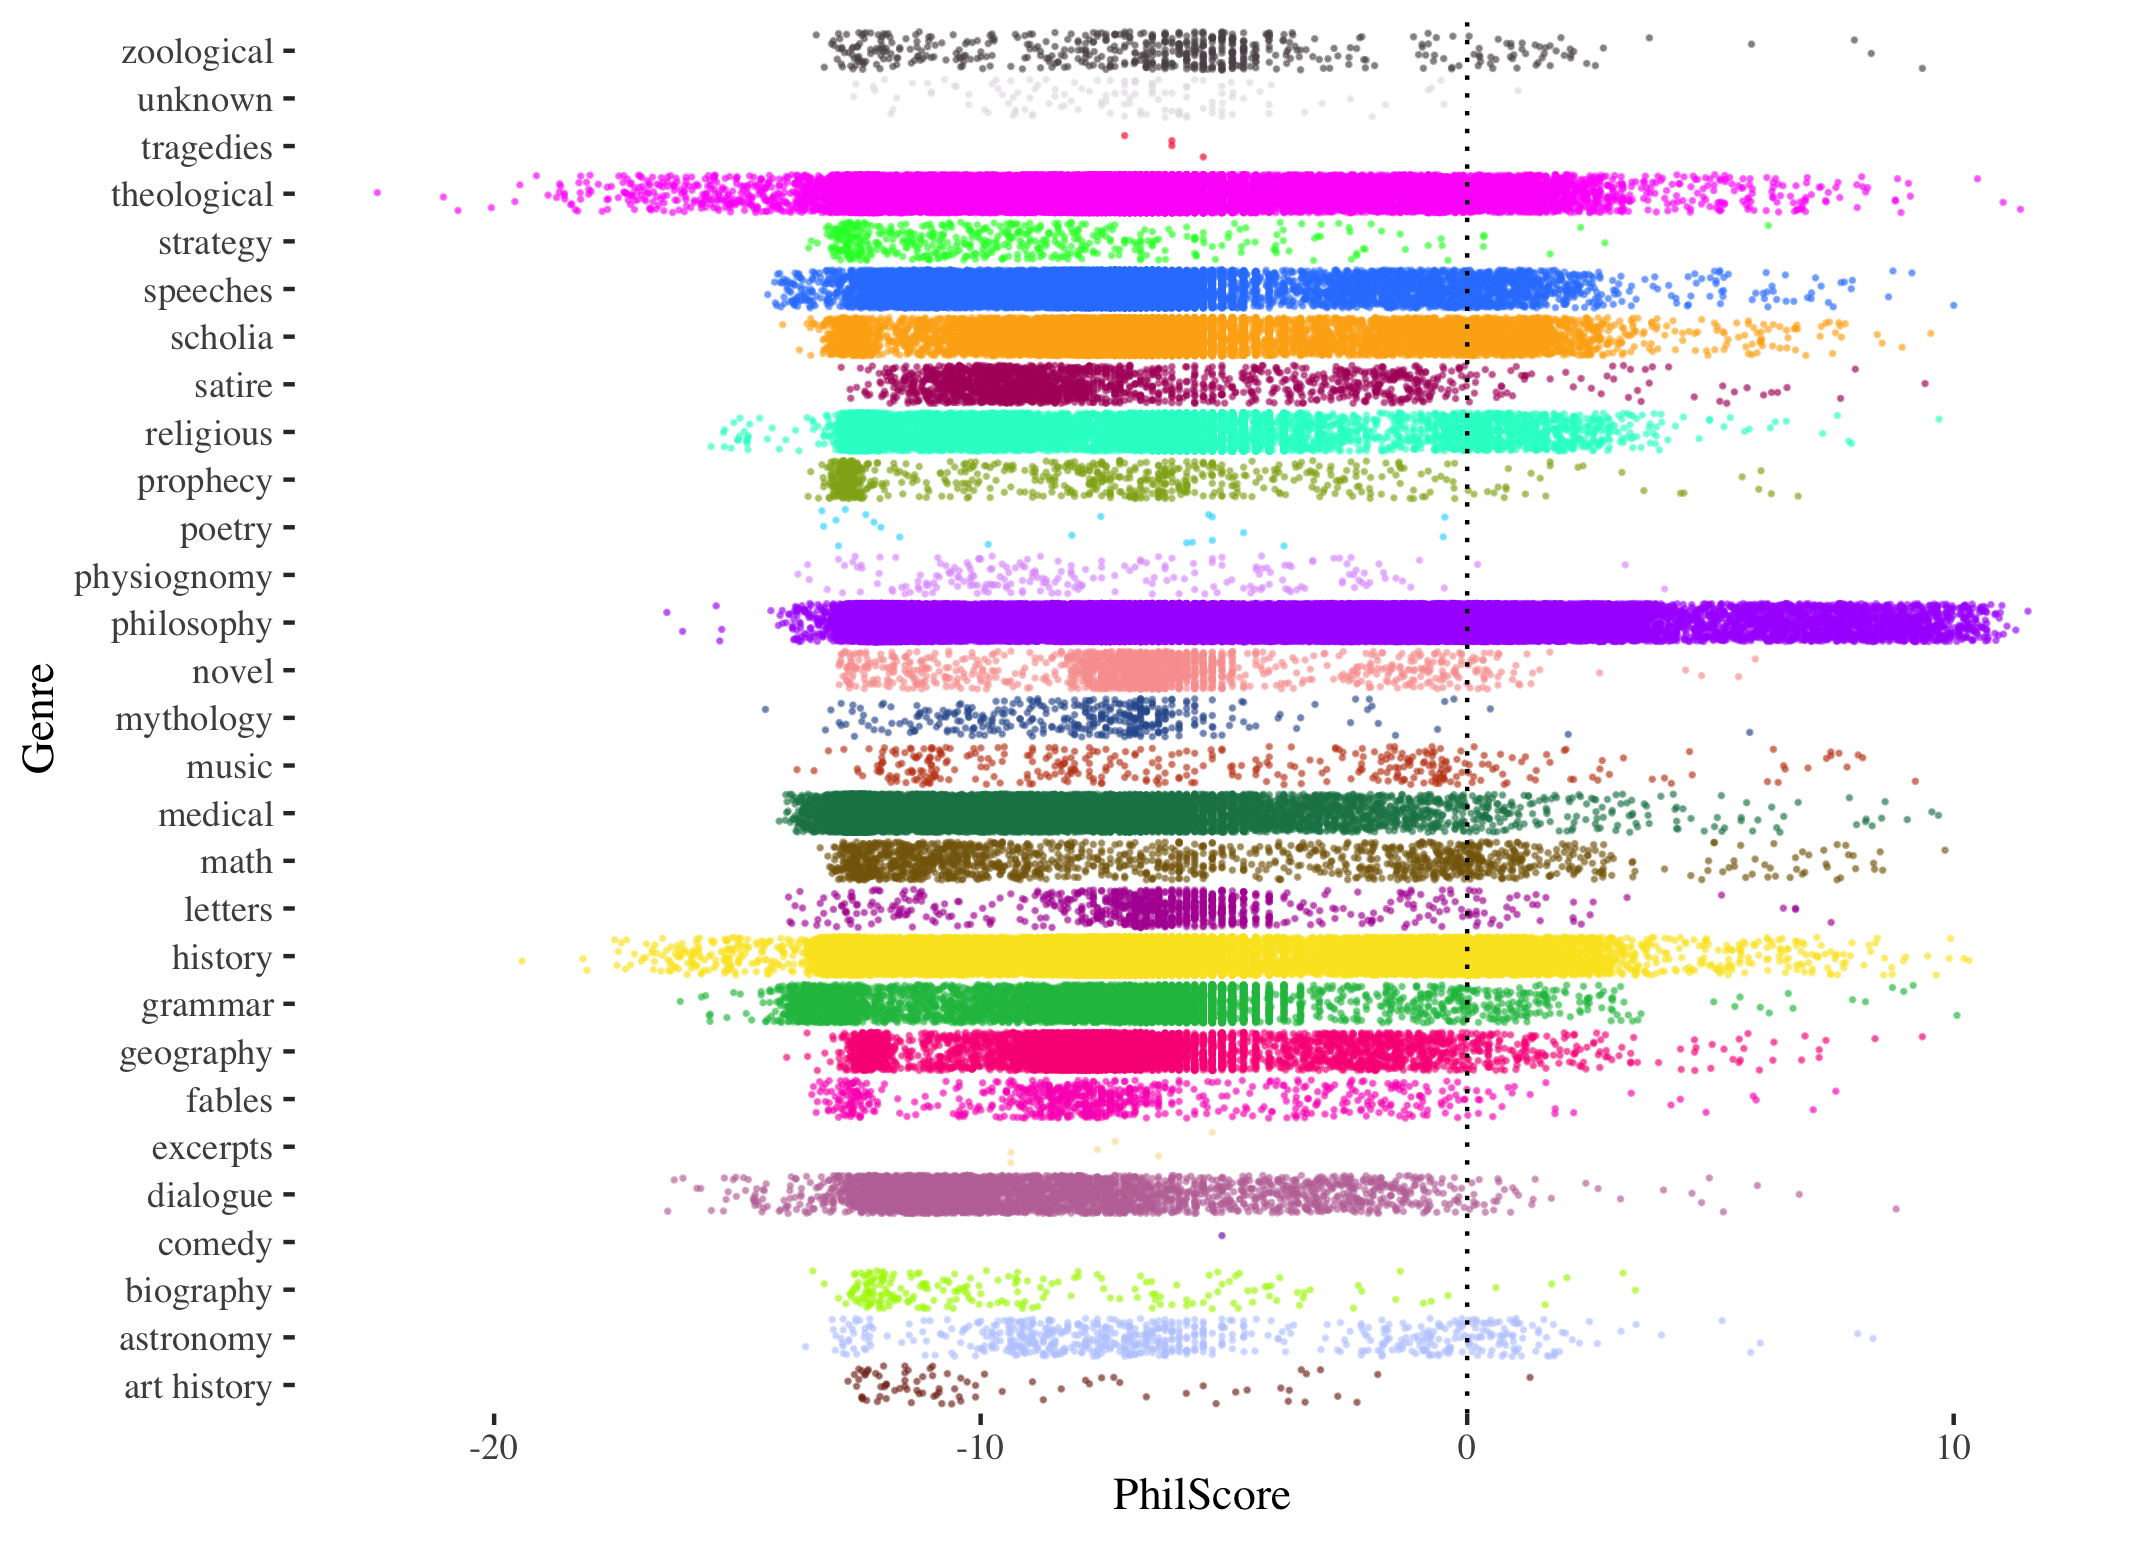 zoological
unknown
tragedies
theological
strategy
speeches
scholia
satire
religious
prophecy
poetry
physiognomy
philosophy
novel
mythology
music
medical
math
letters
history
grammar
geography
fables
excerpts
dialogue
comedy
biography
astronomy
art history
Genre
-20 -10 0 10
PhilScore